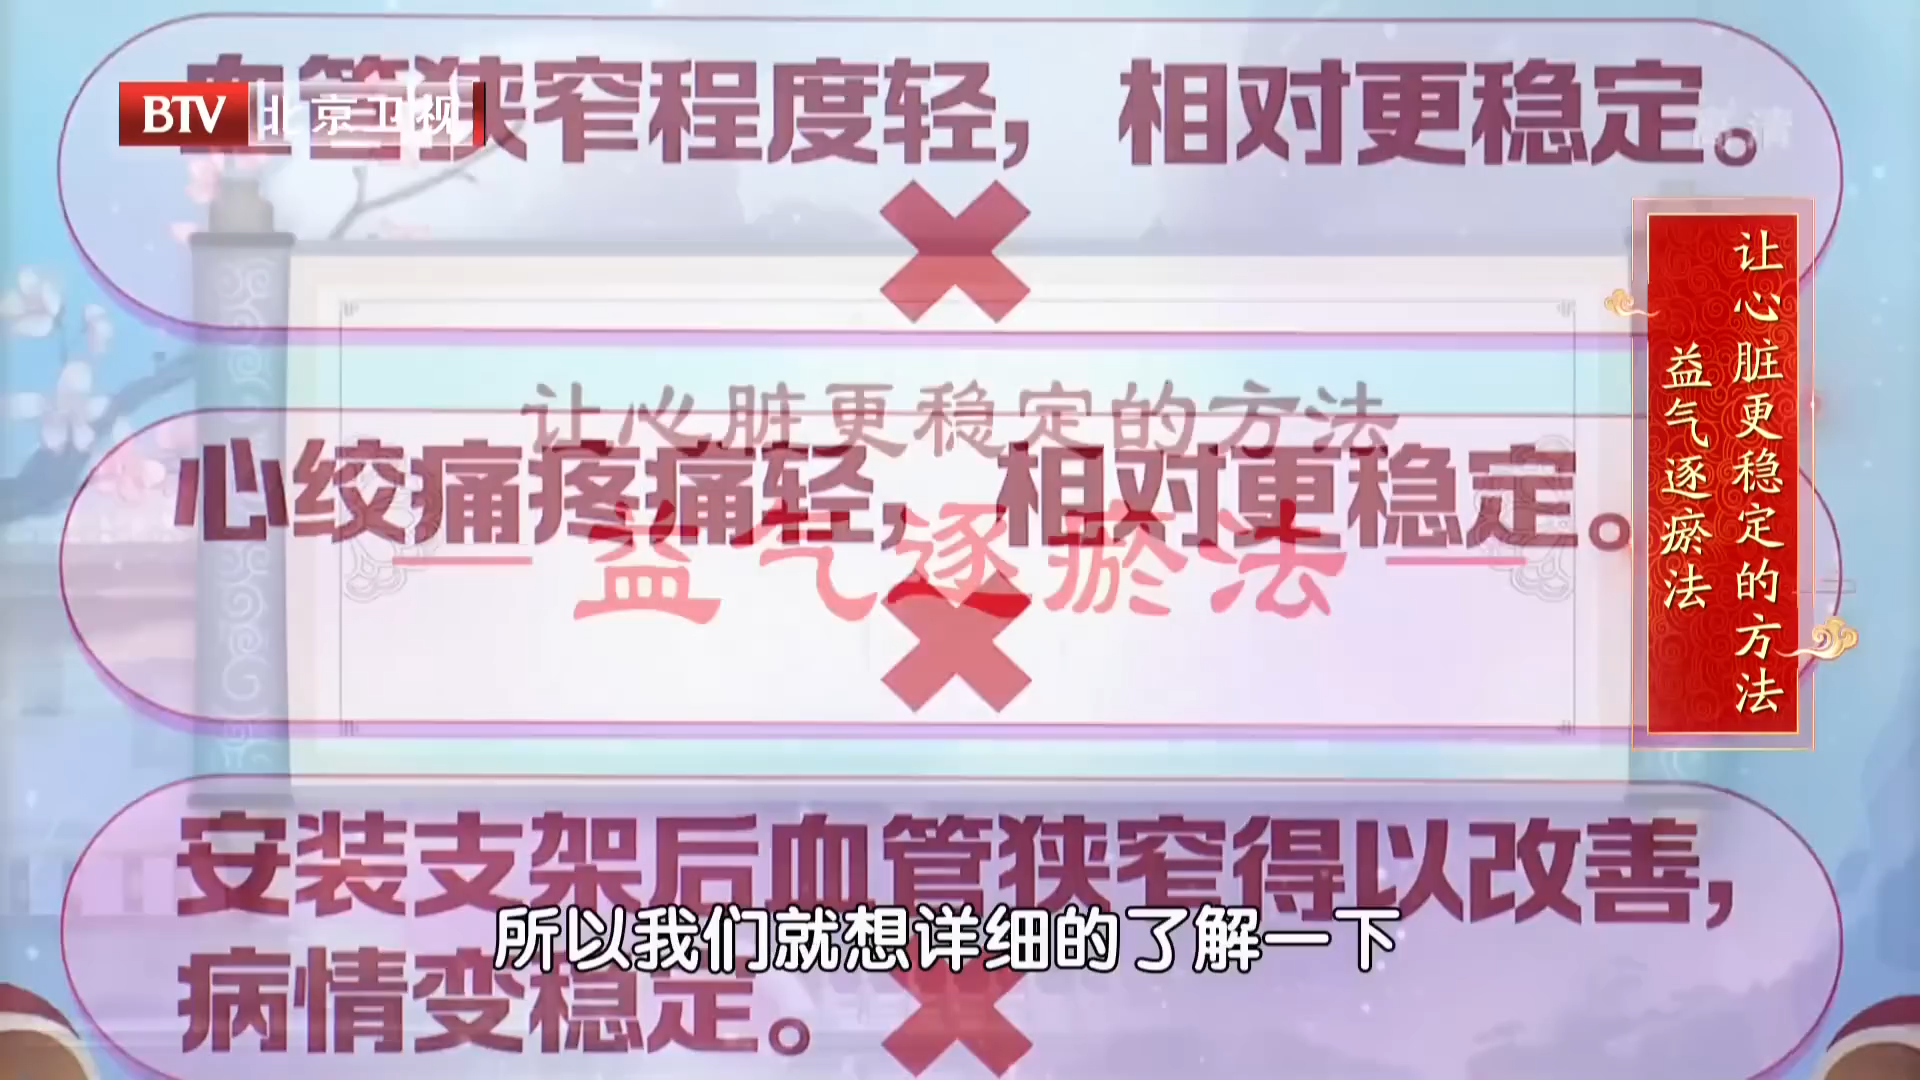 BTV 北京卫视
血管狭窄程度轻，相对更稳定。
高清
让心脏更稳定的方法
益气逐瘀法
让心脏更稳定的方法
心绞痛疼痛轻，相对更稳定。
益气逐瘀法
安装支架后血管狭窄得以改善，
病情变稳定。
所以我们就想详细的了解一下